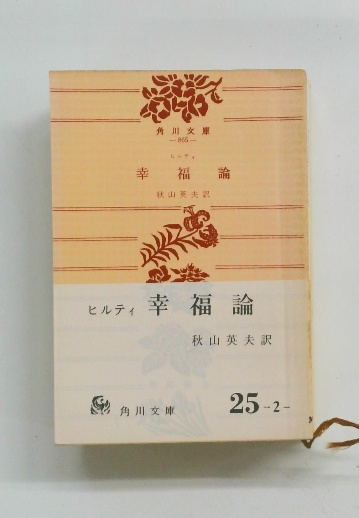 角川文庫
—865—
ヒルティ
幸福論
秋山英夫訳
ヒルティ 幸福論
秋山英夫訳
角川文庫 25-2-